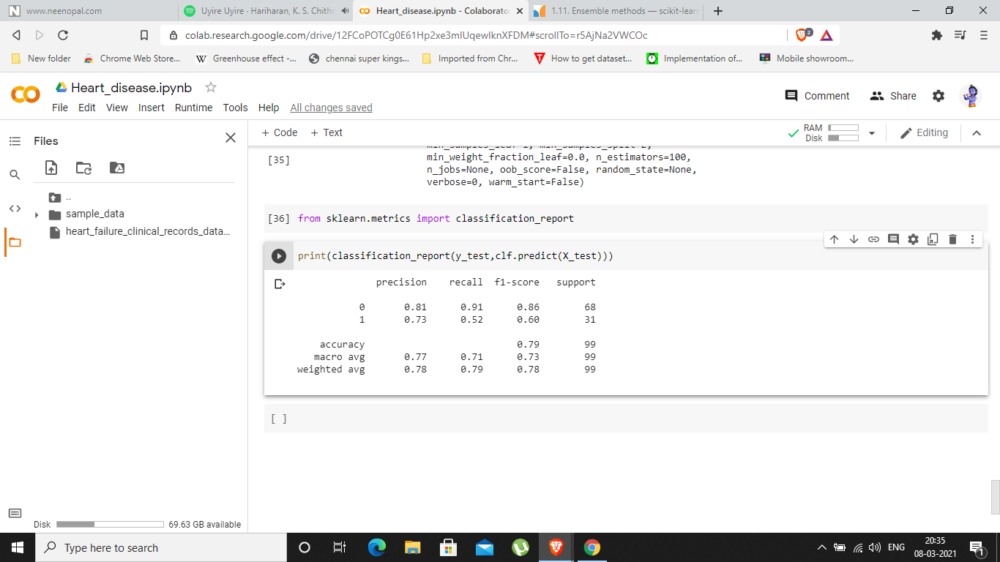 www.neenopal.com
Uyire Uyire · Hariharan, K. S. Chithr
Heart_disease.ipynb - Colaborato
1.11. Ensemble methods — scikit-lear
colab.research.google.com/drive/12FCoPOTCg0E61Hp2xe3mIUqewIknXFDM#scrollTo=r5AjNa2VWCOc
2
New folder
Chrome Web Store...
W Greenhouse effect -...
chennai super kings...
Imported from Chr...
How to get dataset...
Implementation of...
Mobile showroom...
Heart_disease.ipynb
Comment
Share
File Edit View Insert Runtime Tools Help All changes saved
Files
+ Code + Text
RAM
Disk
Editing
..
sample_data
heart_failure_clinical_records_data...
min_samples_leaf=1, min_samples_split=2,
[35] min_weight_fraction_leaf=0.0, n_estimators=100,
n_jobs=None, oob_score=False, random_state=None,
verbose=0, warm_start=False)
[36] from sklearn.metrics import classification_report
print(classification_report(y_test,clf.predict(X_test)))
precision recall f1-score support
0 0.81 0.91 0.86 68
1 0.73 0.52 0.60 31
accuracy 0.79 99
macro avg 0.77 0.71 0.73 99
weighted avg 0.78 0.79 0.78 99
[ ]
Disk 69.63 GB available
Type here to search
ENG
20:35
08-03-2021
1